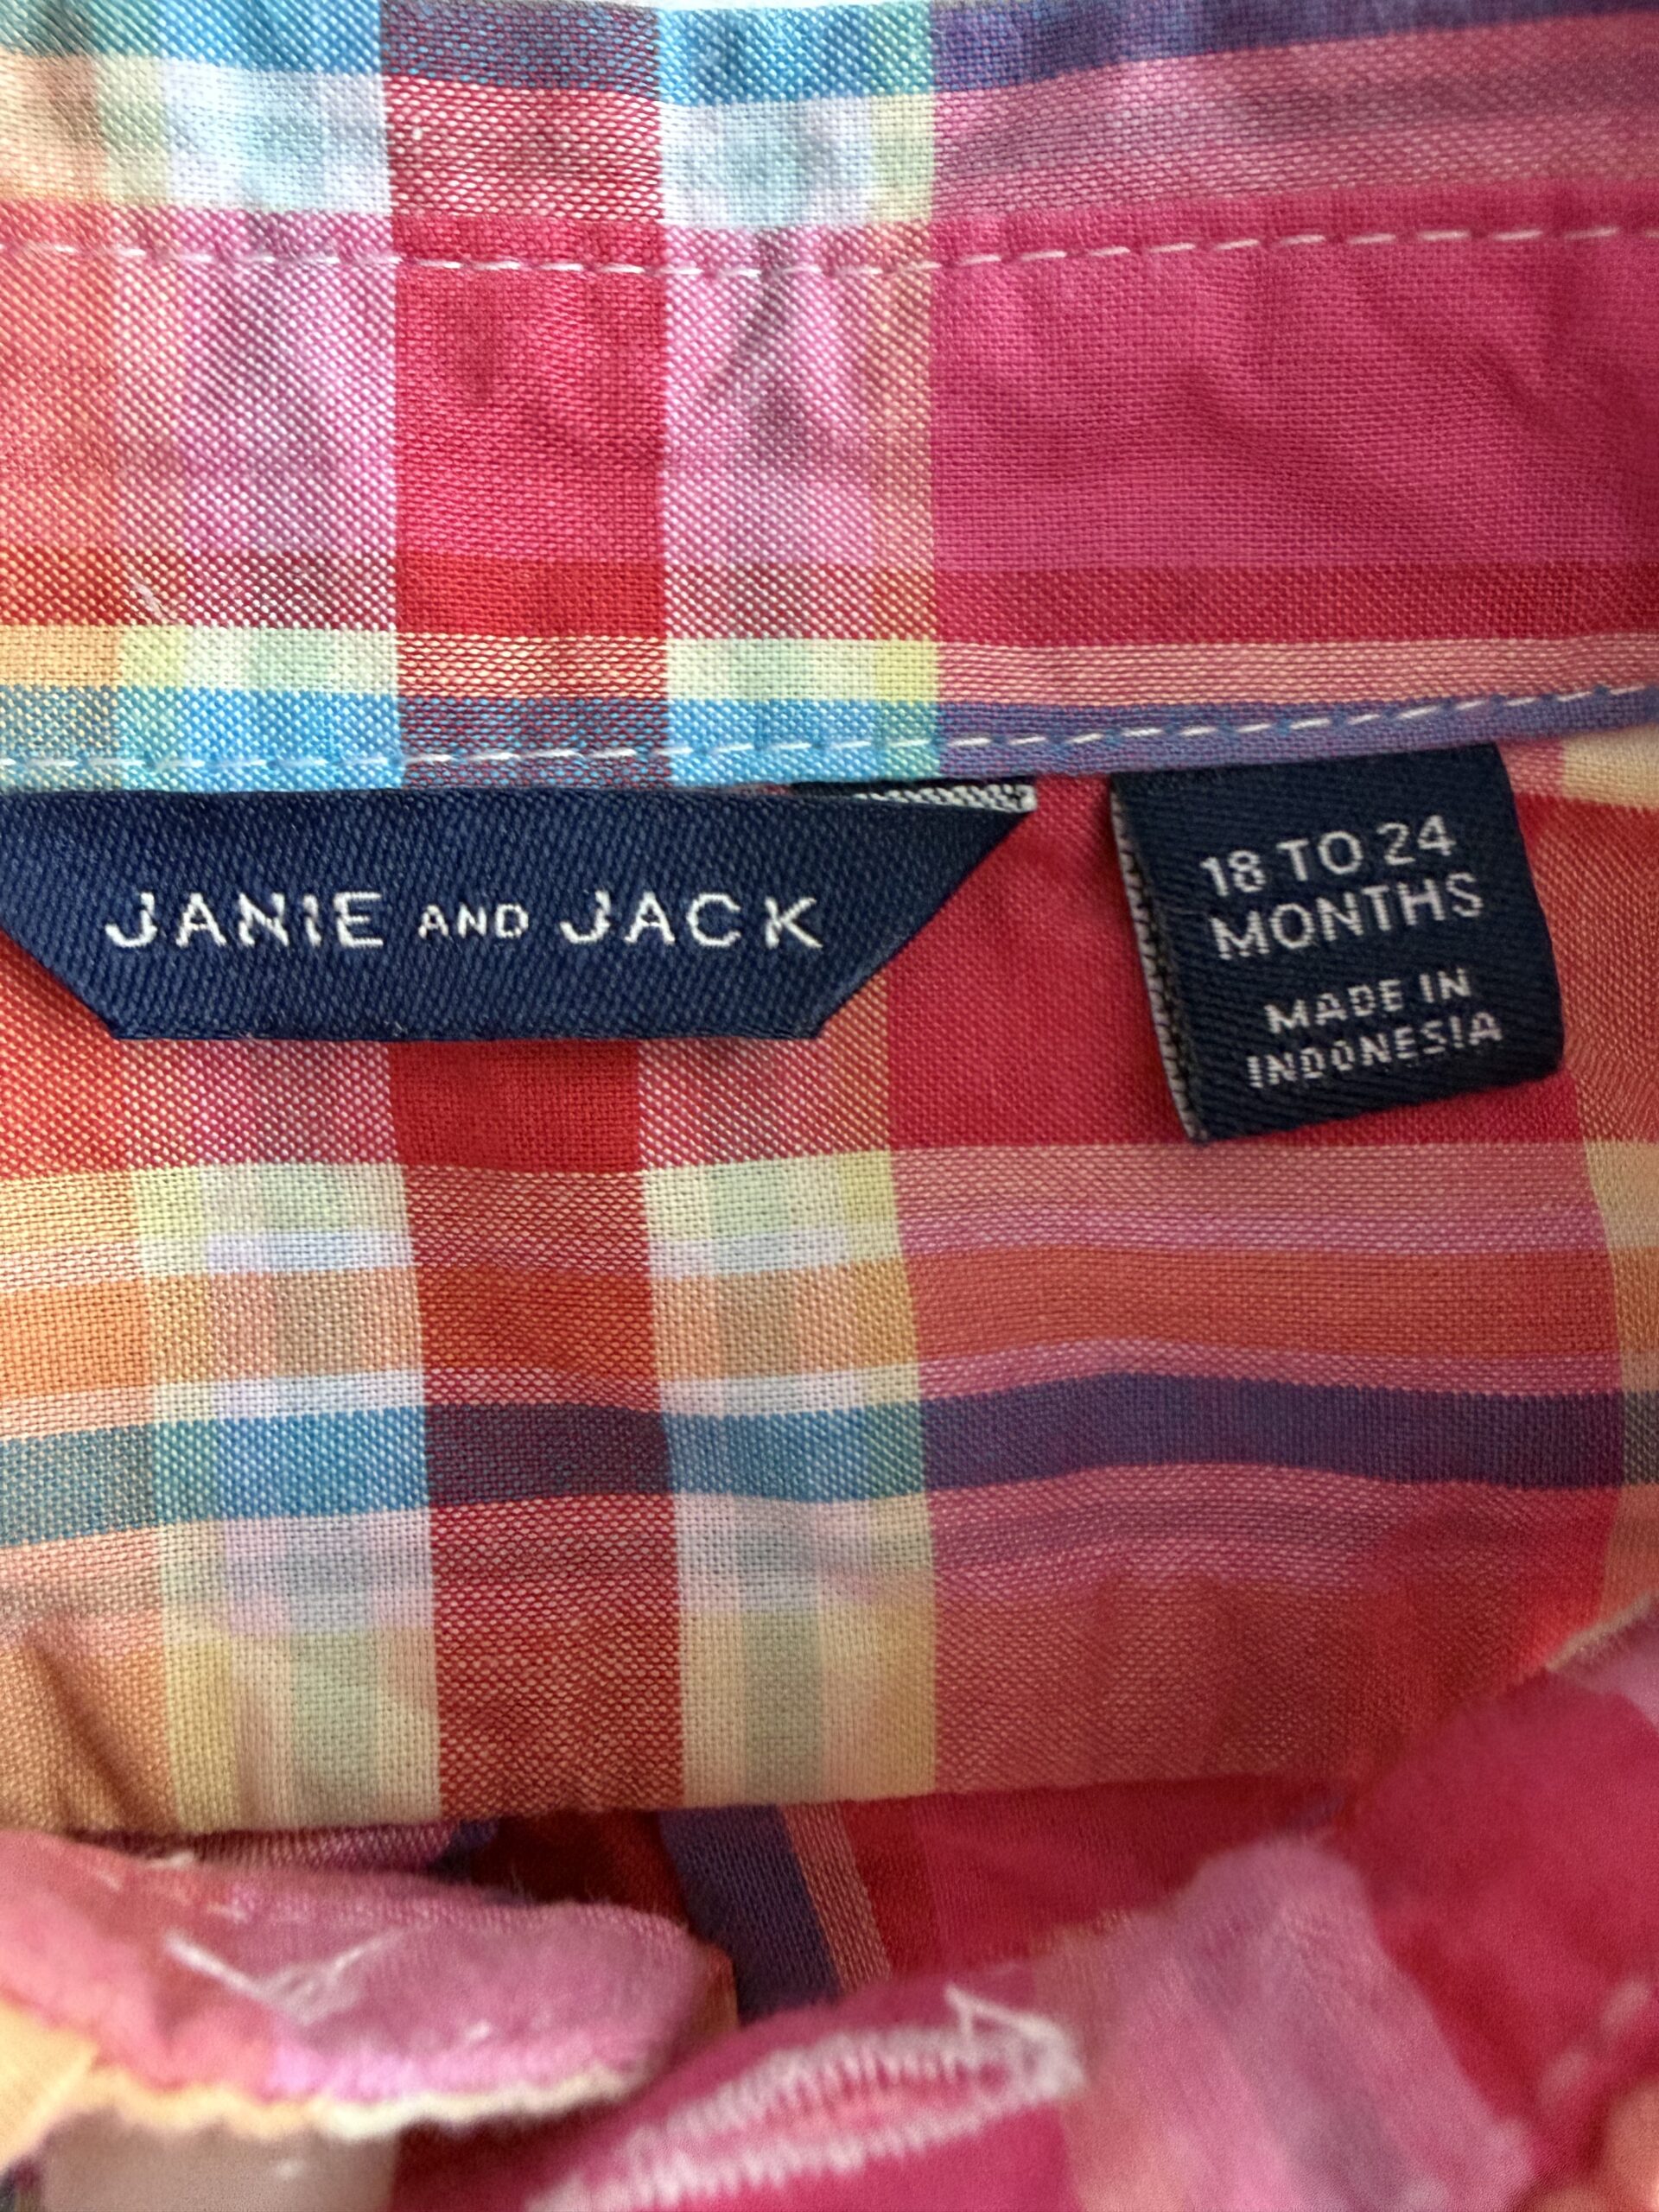 JANIE AND JACK
18 TO 24
MONTHS
MADE IN
INDONESIA